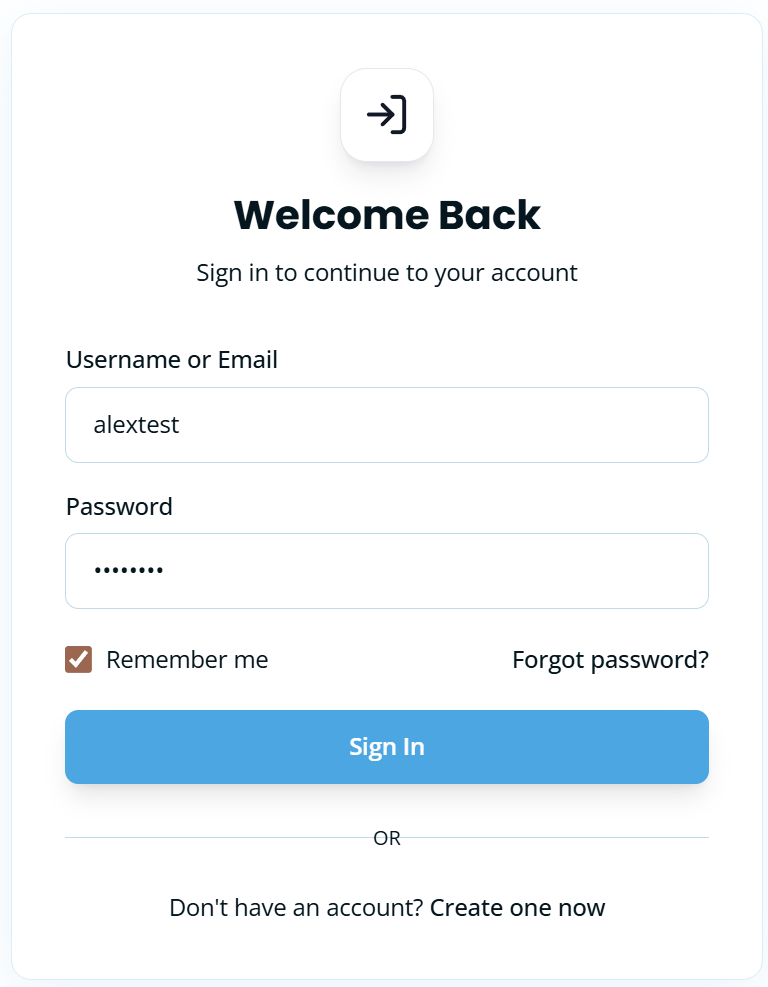 Welcome Back
Sign in to continue to your account
Username or Email
alextest
Password
••••••••
Remember me
Forgot password?
Sign In
OR
Don't have an account? Create one now